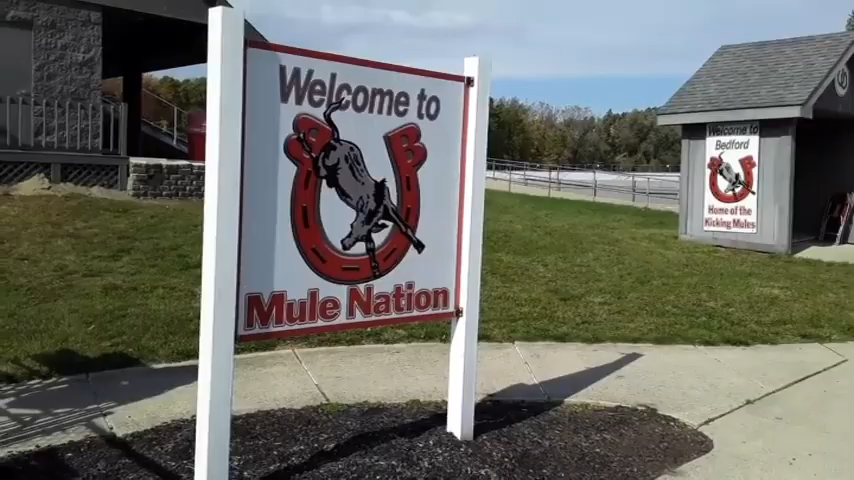 Welcome to
B B
Mule Nation
Welcome to
Bedford
Home of the
Kicking Mules